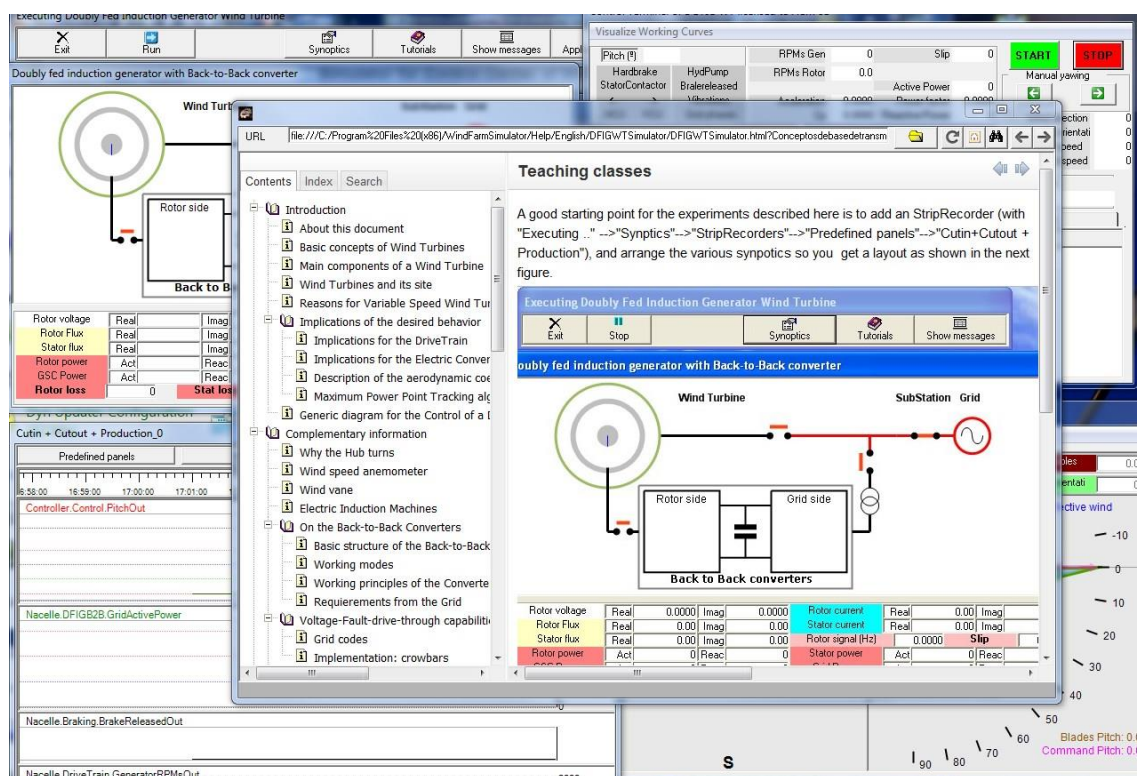 Executing Doubly Fed Induction Generator Wind Turbine
Exit
Run
Synoptics
Tutorials
Show messages
Doubly fed induction generator with Back-to-Back converter
Rotor side
Rotor voltage Real Imag
Rotor Flux Real Imag
Stator flux Real Imag
Rotor power Act Reac
GSC Power Act Reac
Rotor loss 0
Visualize Working Curves
Pitch (º) RPMs Gen 0 Slip 0
Hardbrake HydPump RPMs Rotor 0.0
StatorContactor Bralereleased Active Power 0
START
STOP
Manual yawing
URL file:///C:/Program%20Files%20(x86)/WindFarmSimulator/Help/English/DFIGWTSimulator/DFIGWTSimulator.html?Conceptosdebasedetransm
Contents Index Search
Introduction
About this document
Basic concepts of Wind Turbines
Main components of a Wind Turbine
Wind Turbines and its site
Reasons for Variable Speed Wind Tur
Implications of the desired behavior
Implications for the DriveTrain
Implications for the Electric Conver
Description of the aerodynamic coe
Maximum Power Point Tracking alg
Generic diagram for the Control of a
Complementary information
Why the Hub turns
Wind speed anemometer
Wind vane
Electric Induction Machines
On the Back-to-Back Converters
Basic structure of the Back-to-Back
Working modes
Working principles of the Converte
Requierements from the Grid
Voltage-Fault-drive-through capabiliti
Grid codes
Implementation: crowbars
Teaching classes
A good starting point for the experiments described here is to add an StripRecorder (with
"Executing .." -->"Synptics"-->"StripRecorders"-->"Predefined panels"-->"Cutin+Cutout +
Production"), and arrange the various synpotics so you get a layout as shown in the next
figure.
Executing Doubly Fed Induction Generator Wind Turbine
Exit
Stop
Synoptics
Tutorials
Show messages
oubly fed induction generator with Back-to-Back converter
Wind Turbine SubStation Grid
Rotor side Grid side
Back to Back converters
Rotor voltage Real 0.0000 Imag 0.0000 Rotor current Real 0.00 Imag
Rotor Flux Real 0.00 Imag 0.00 Stator current Real 0.00 Imag
Stator flux Real 0.00 Imag 0.00 Rotor signal (Hz) 0.0000 Slip
Rotor power Act 0 Reac 0 Stator power Act 0 Reac
Cutin + Cutout + Production_0
Predefined panels
16:59:00 17:00:00 17:01:00
Controller.Control.PitchOut
Nacelle.DFIGB2B.GridActivePower
Nacelle.Braking.BrakeReleasedOut
Nacelle.DriveTrain.GeneratorRPMsOut
-10
0
10
20
30
40
50
60
70
80
90
S
Blades Pitch: 0.
Command Pitch: 0.